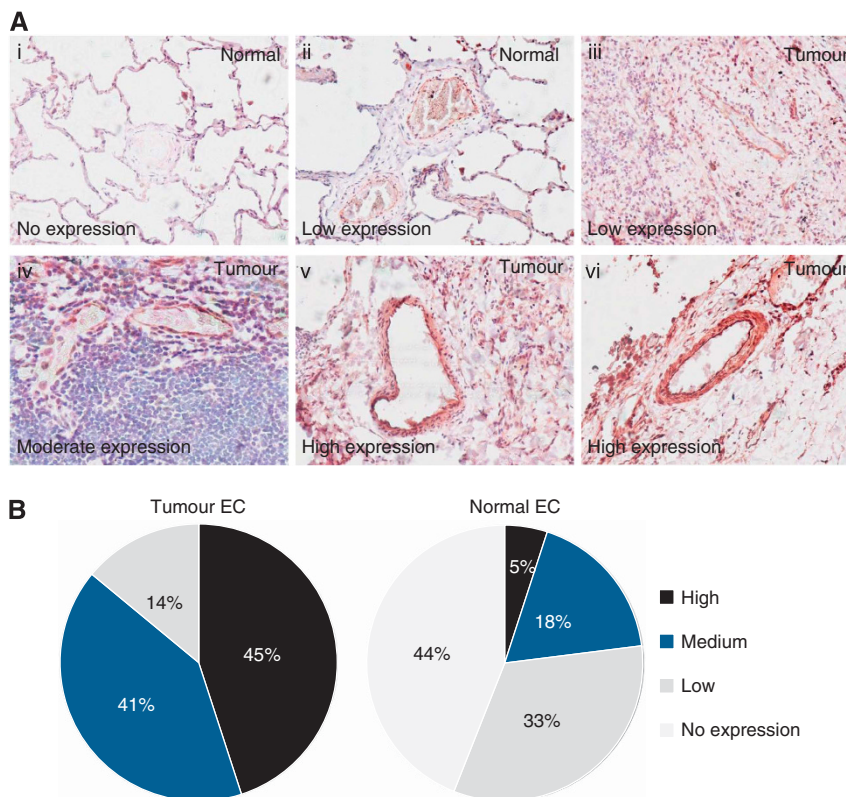 A
i Normal
No expression
ii Normal
Low expression
iii Tumour
Low expression
iv Tumour
Moderate expression
v Tumour
High expression
vi Tumour
High expression
B
Tumour EC
14%
45%
41%
Normal EC
5%
18%
44%
33%
High
Medium
Low
No expression